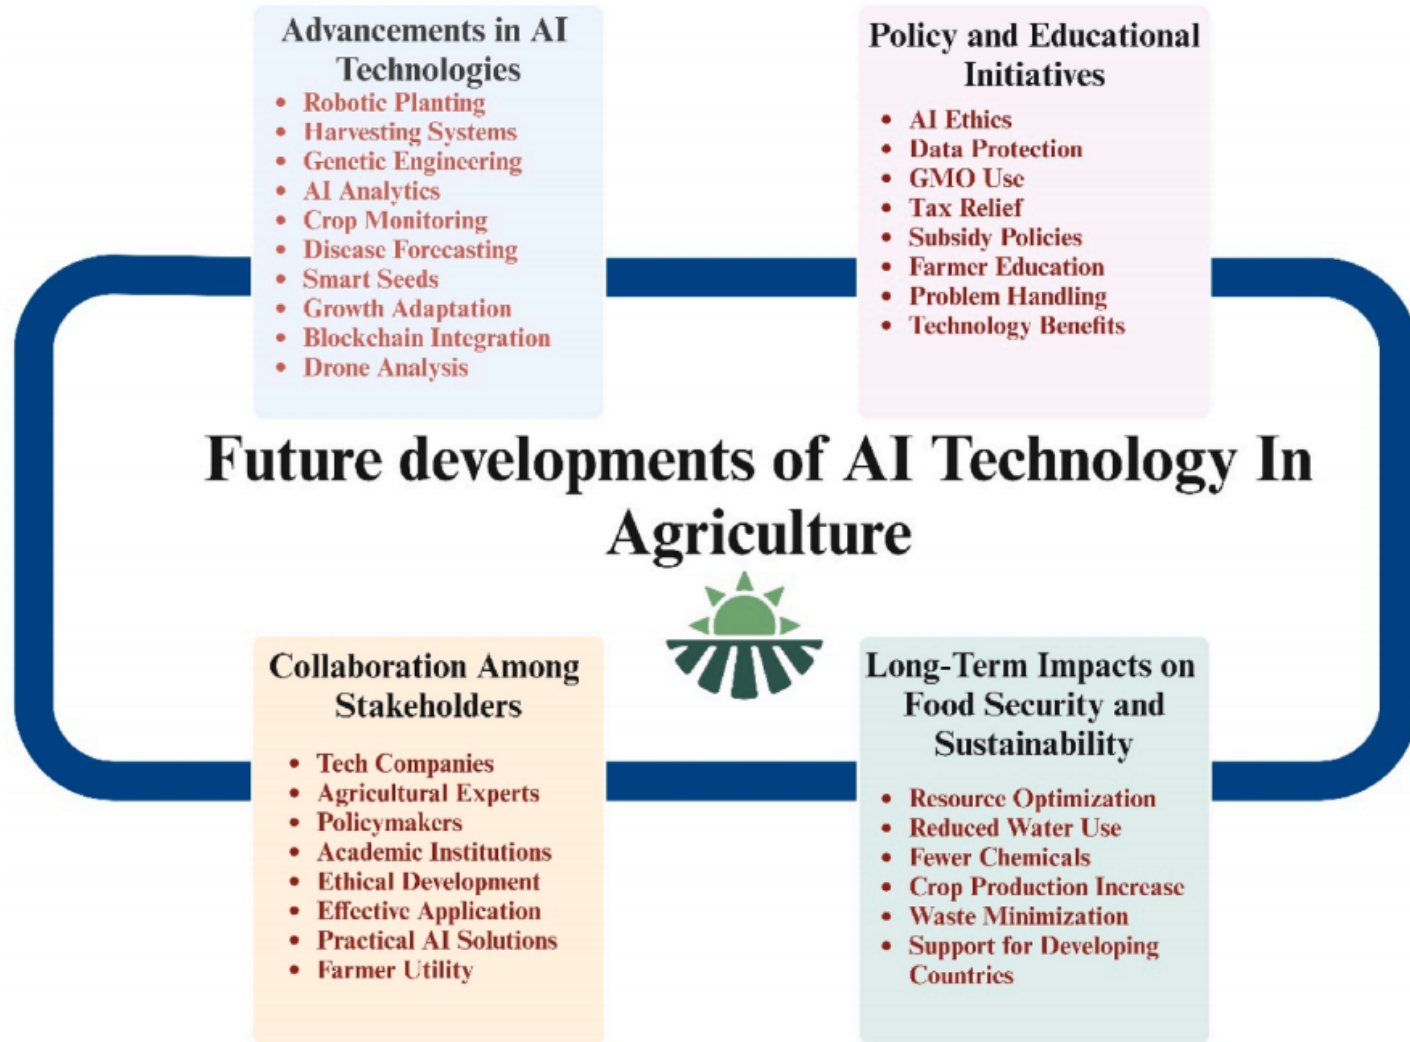 Advancements in AI
Technologies
• Robotic Planting
• Harvesting Systems
• Genetic Engineering
• AI Analytics
• Crop Monitoring
• Disease Forecasting
• Smart Seeds
• Growth Adaptation
• Blockchain Integration
• Drone Analysis
Policy and Educational
Initiatives
• AI Ethics
• Data Protection
• GMO Use
• Tax Relief
• Subsidy Policies
• Farmer Education
• Problem Handling
• Technology Benefits
Future developments of AI Technology In
Agriculture
Collaboration Among
Stakeholders
• Tech Companies
• Agricultural Experts
• Policymakers
• Academic Institutions
• Ethical Development
• Effective Application
• Practical AI Solutions
• Farmer Utility
Long-Term Impacts on
Food Security and
Sustainability
• Resource Optimization
• Reduced Water Use
• Fewer Chemicals
• Crop Production Increase
• Waste Minimization
• Support for Developing
Countries